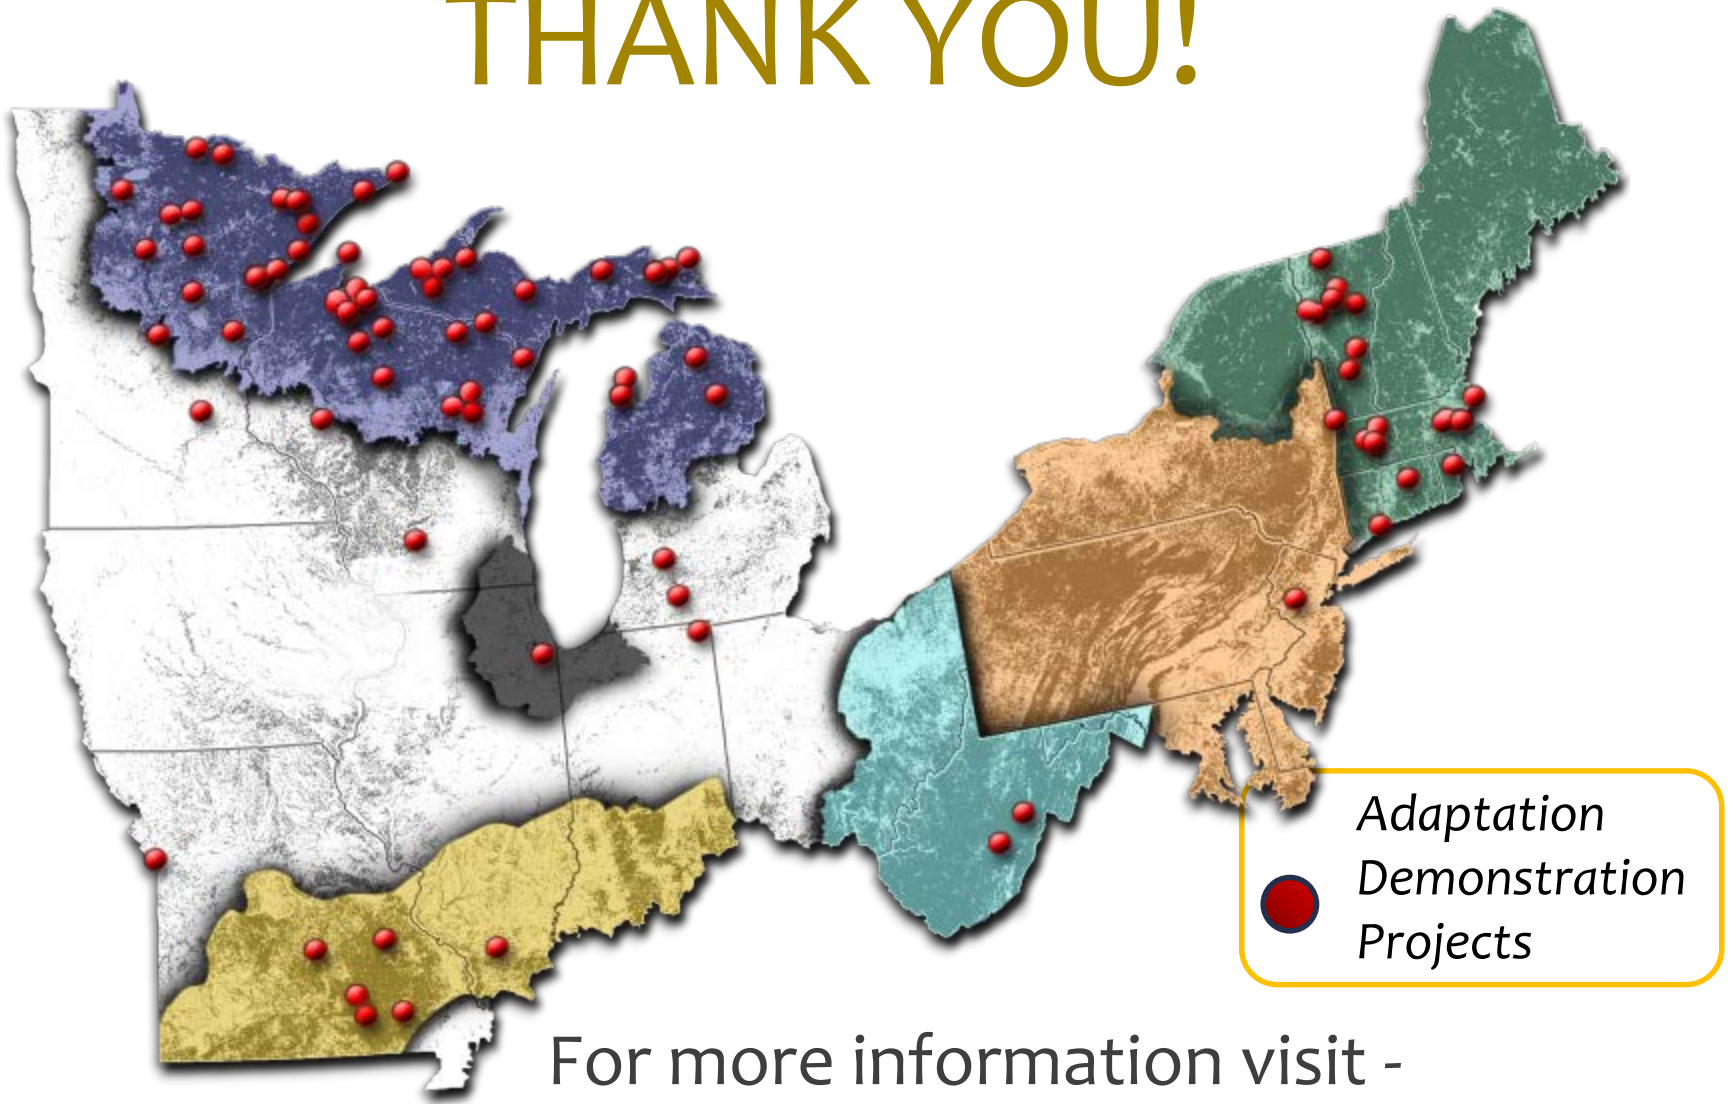 THANK YOU!
Adaptation
Demonstration
Projects
For more information visit -